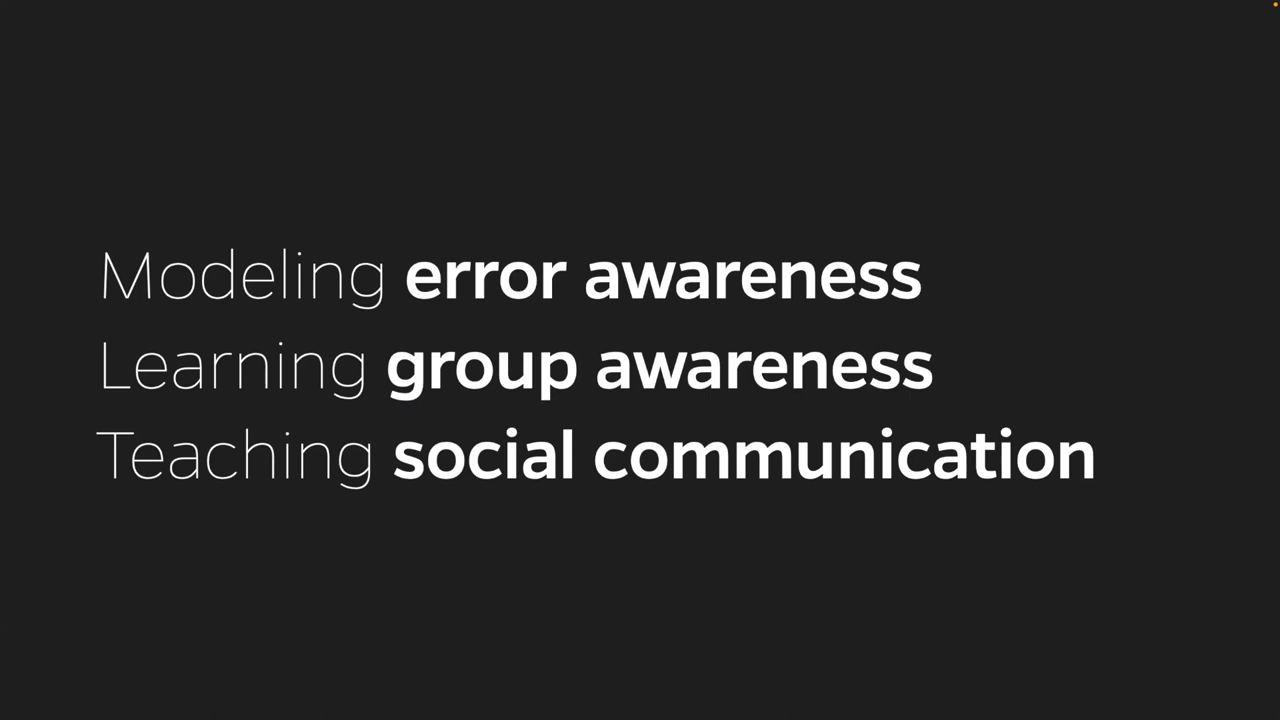 Modeling error awareness
Learning group awareness
Teaching social communication